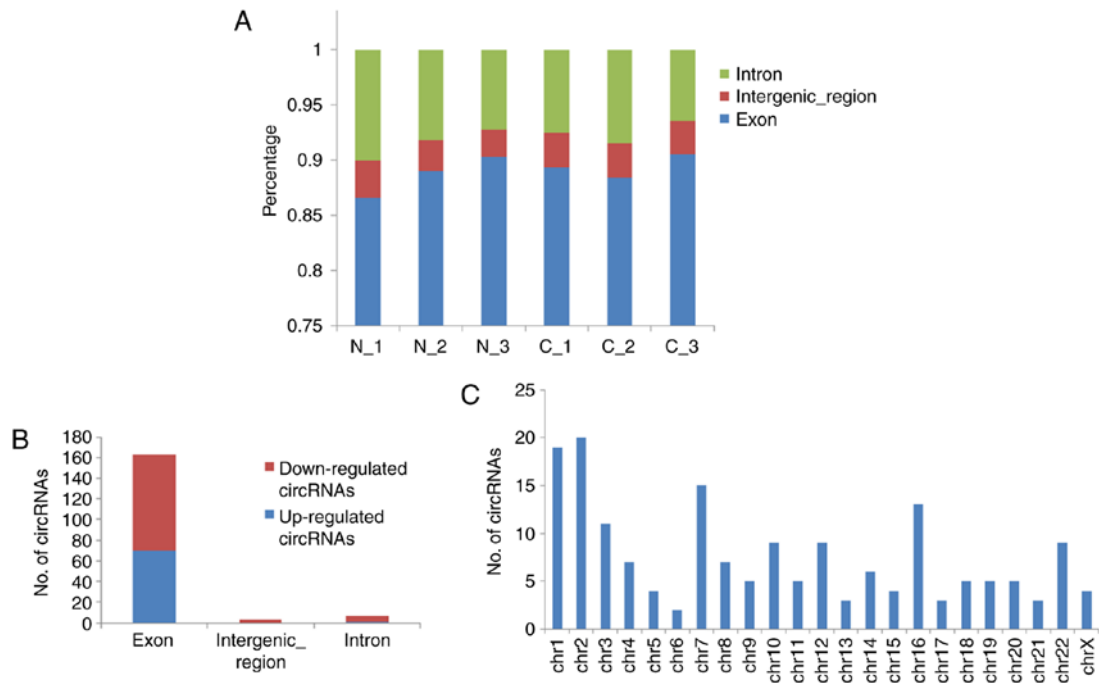 A
Percentage
1
0.95
0.9
0.85
0.8
0.75
N_1 N_2 N_3 C_1 C_2 C_3
Intron
Intergenic_region
Exon
B
No. of circRNAs
180
160
140
120
100
80
60
40
20
0
Exon Intergenic_ Intron
region
Down-regulated
circRNAs
Up-regulated
circRNAs
C
No. of circRNAs
25
20
15
10
5
0
chr1 chr2 chr3 chr4 chr5 chr6 chr7 chr8 chr9 chr10 chr11 chr12 chr13 chr14 chr15 chr16 chr17 chr18 chr19 chr20 chr21 chr22 chrX